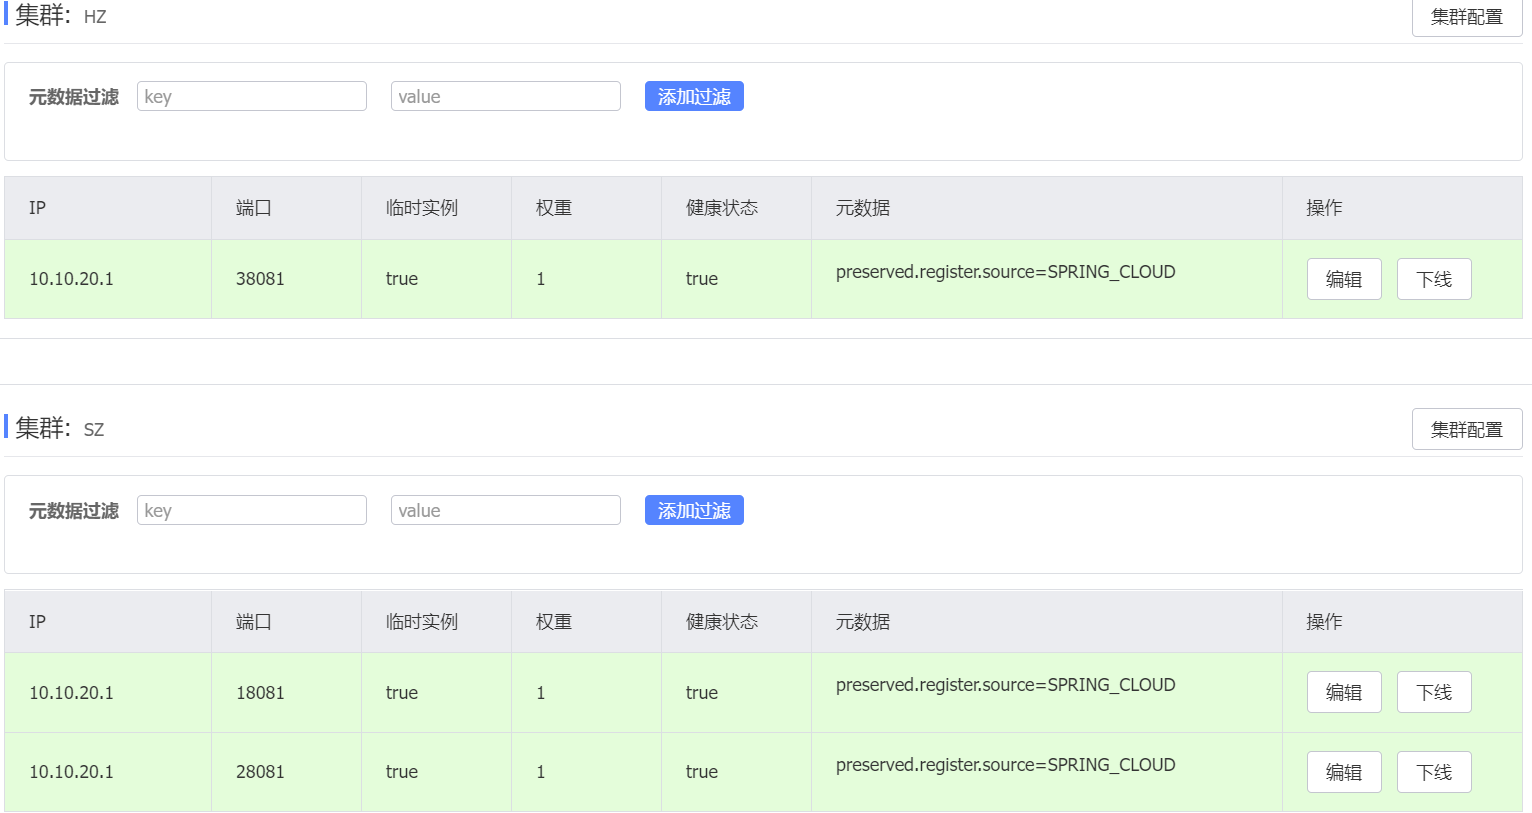 集群: HZ 集群配置
元数据过滤 key value 添加过滤
IP 端口 临时实例 权重 健康状态 元数据 操作
10.10.20.1 38081 true 1 true preserved.register.source=SPRING_CLOUD 编辑 下线
集群: SZ 集群配置
元数据过滤 key value 添加过滤
IP 端口 临时实例 权重 健康状态 元数据 操作
10.10.20.1 18081 true 1 true preserved.register.source=SPRING_CLOUD 编辑 下线
10.10.20.1 28081 true 1 true preserved.register.source=SPRING_CLOUD 编辑 下线